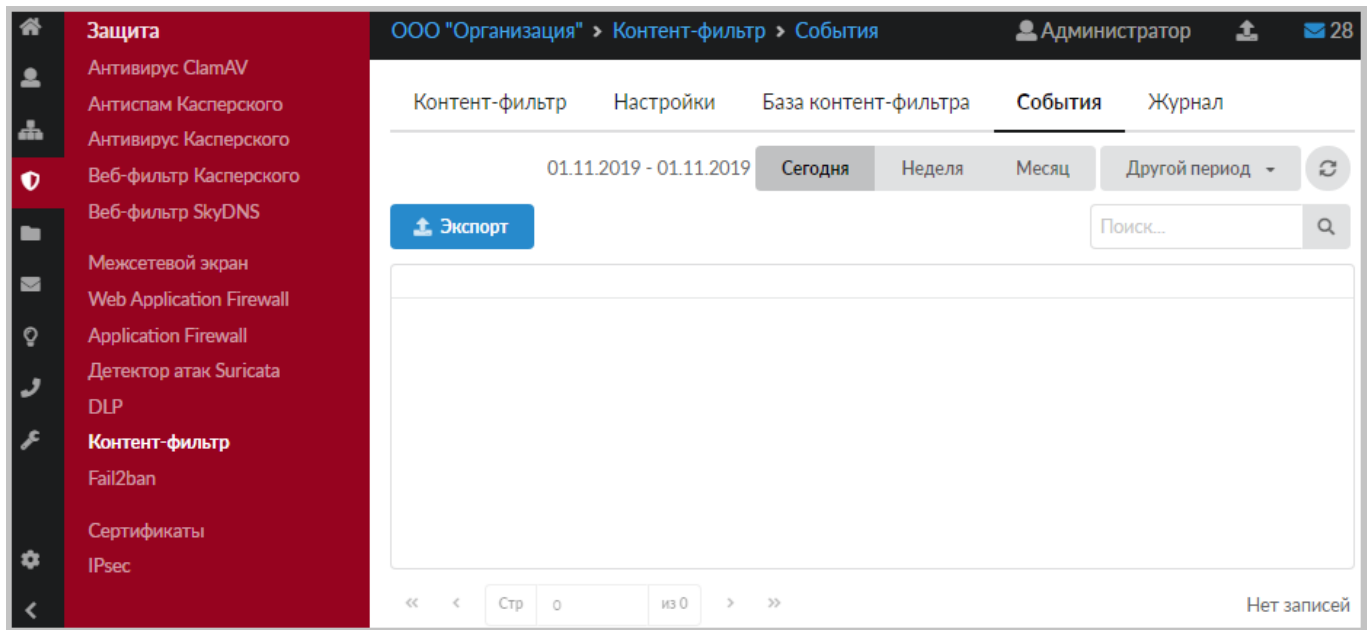 Защита
Антивирус ClamAV
Антиспам Касперского
Антивирус Касперского
Веб-фильтр Касперского
Веб-фильтр SkyDNS
Межсетевой экран
Web Application Firewall
Application Firewall
Детектор атак Suricata
DLP
Контент-фильтр
Fail2ban
Сертификаты
IPsec
ООО "Организация" > Контент-фильтр > События Администратор 28
Контент-фильтр Настройки База контент-фильтра События Журнал
01.11.2019 - 01.11.2019 Сегодня Неделя Месяц Другой период
Экспорт Поиск...
Стр 0 из 0 Нет записей